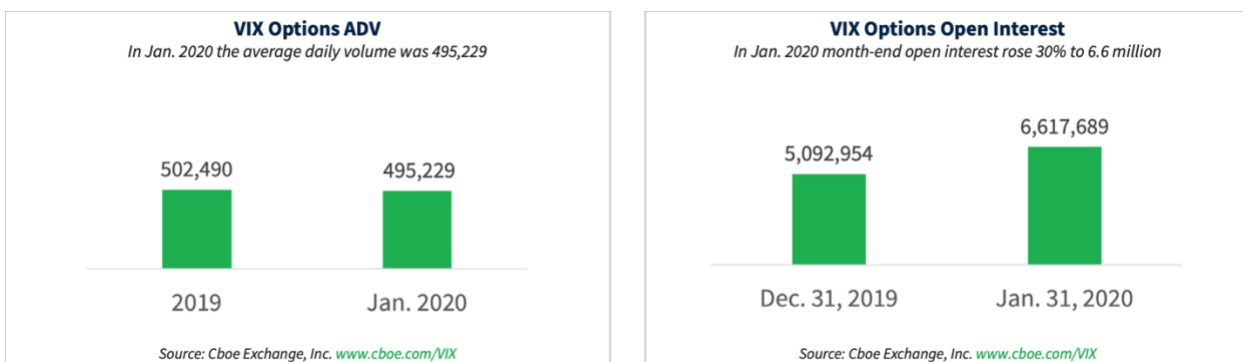 VIX Options ADV
In Jan. 2020 the average daily volume was 495,229
502,490
495,229
2019
Jan. 2020
Source: Cboe Exchange, Inc. www.cboe.com/VIX
VIX Options Open Interest
In Jan. 2020 month-end open interest rose 30% to 6.6 million
5,092,954
6,617,689
Dec. 31, 2019
Jan. 31, 2020
Source: Cboe Exchange, Inc. www.cboe.com/VIX